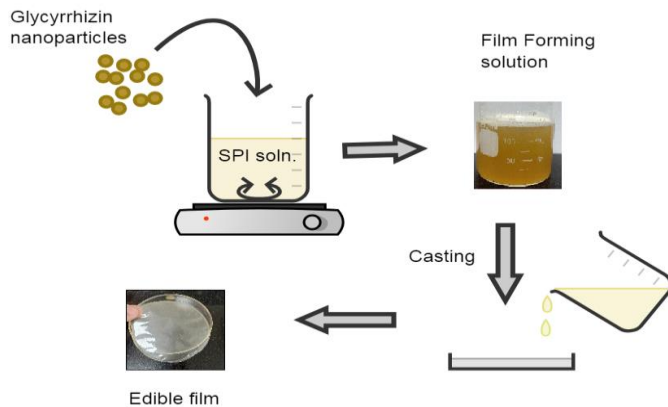 Glycyrrhizin
nanoparticles
SPI soln.
Film Forming
solution
Casting
Edible film